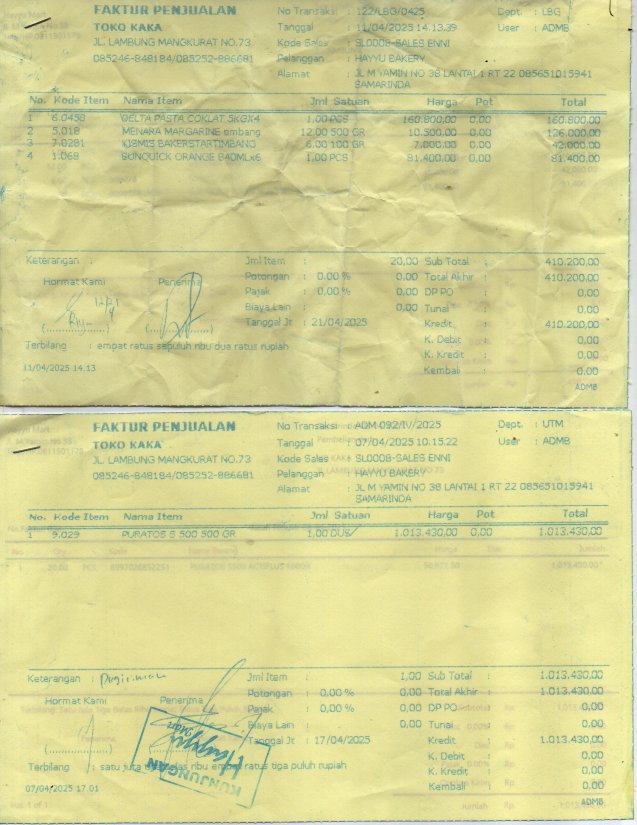 FAKTUR PENJUALAN
TOKO KAKA
JL. LAMBUNG MANGKURAT NO.73
085246-848184/085252-886681
No Transaksi : 122/LBG/0425 Dept. : LBG
Tanggal : 11/04/2025 14.13.39 User : ADMB
Kode Sales : SL0008-SALES ENNI
Pelanggan : HAYYU BAKERY
Alamat : JL M YAMIN NO 38 LANTAI 1 RT 22 085651015941
SAMARINDA
No. Kode Item Nama Item Jml Satuan Harga Pot Total
1 6.0458 DELTA PASTA COKLAT 5KGX4 1,00 PCS 160.800,00 0,00 160.800,00
2 5.018 MENARA MARGARINE timbang 12,00 500 GR 10.500,00 0,00 126.000,00
3 7.0281 KISMIS BAKERSTARTIMBANG 6,00 100 GR 7.000,00 0,00 42.000,00
4 1.068 SUNQUICK ORANGE 840MLx6 1,00 PCS 81.400,00 0,00 81.400,00
Keterangan :
Hormat Kami Penerima
(....................) (....................)
Jml Item : 20,00 Sub Total : 410.200,00
Potongan : 0,00 % 0,00 Total Akhir : 410.200,00
Pajak : 0,00 % 0,00 DP PO : 0,00
Biaya Lain : 0,00 Tunai : 0,00
Tanggal Jt : 21/04/2025 Kredit : 410.200,00
K. Debit : 0,00
K. Kredit : 0,00
Kembali : 0,00
Terbilang : empat ratus sepuluh ribu dua ratus rupiah
11/04/2025 14.13
ADMB
FAKTUR PENJUALAN
TOKO KAKA
JL. LAMBUNG MANGKURAT NO.73
085246-848184/085252-886681
No Transaksi : ADM-092/IV/2025 Dept. : UTM
Tanggal : 07/04/2025 10.15.22 User : ADMB
Kode Sales : SL0008-SALES ENNI
Pelanggan : HAYYU BAKERY
Alamat : JL M YAMIN NO 38 LANTAI 1 RT 22 085651015941
SAMARINDA
No. Kode Item Nama Item Jml Satuan Harga Pot Total
1 9.029 PURATOS S 500 500 GR 1,00 DUS 1.013.430,00 0,00 1.013.430,00
Keterangan :
Hormat Kami Penerima
(....................)
Jml Item : 1,00 Sub Total : 1.013.430,00
Potongan : 0,00 % 0,00 Total Akhir : 1.013.430,00
Pajak : 0,00 % 0,00 DP PO : 0,00
Biaya Lain : 0,00 Tunai : 0,00
Tanggal Jt : 17/04/2025 Kredit : 1.013.430,00
K. Debit : 0,00
K. Kredit : 0,00
Kembali : 0,00
KUNJUNGAN
Terbilang : satu juta belas ribu empat ratus tiga puluh rupiah
07/04/2025 17.01
ADMB